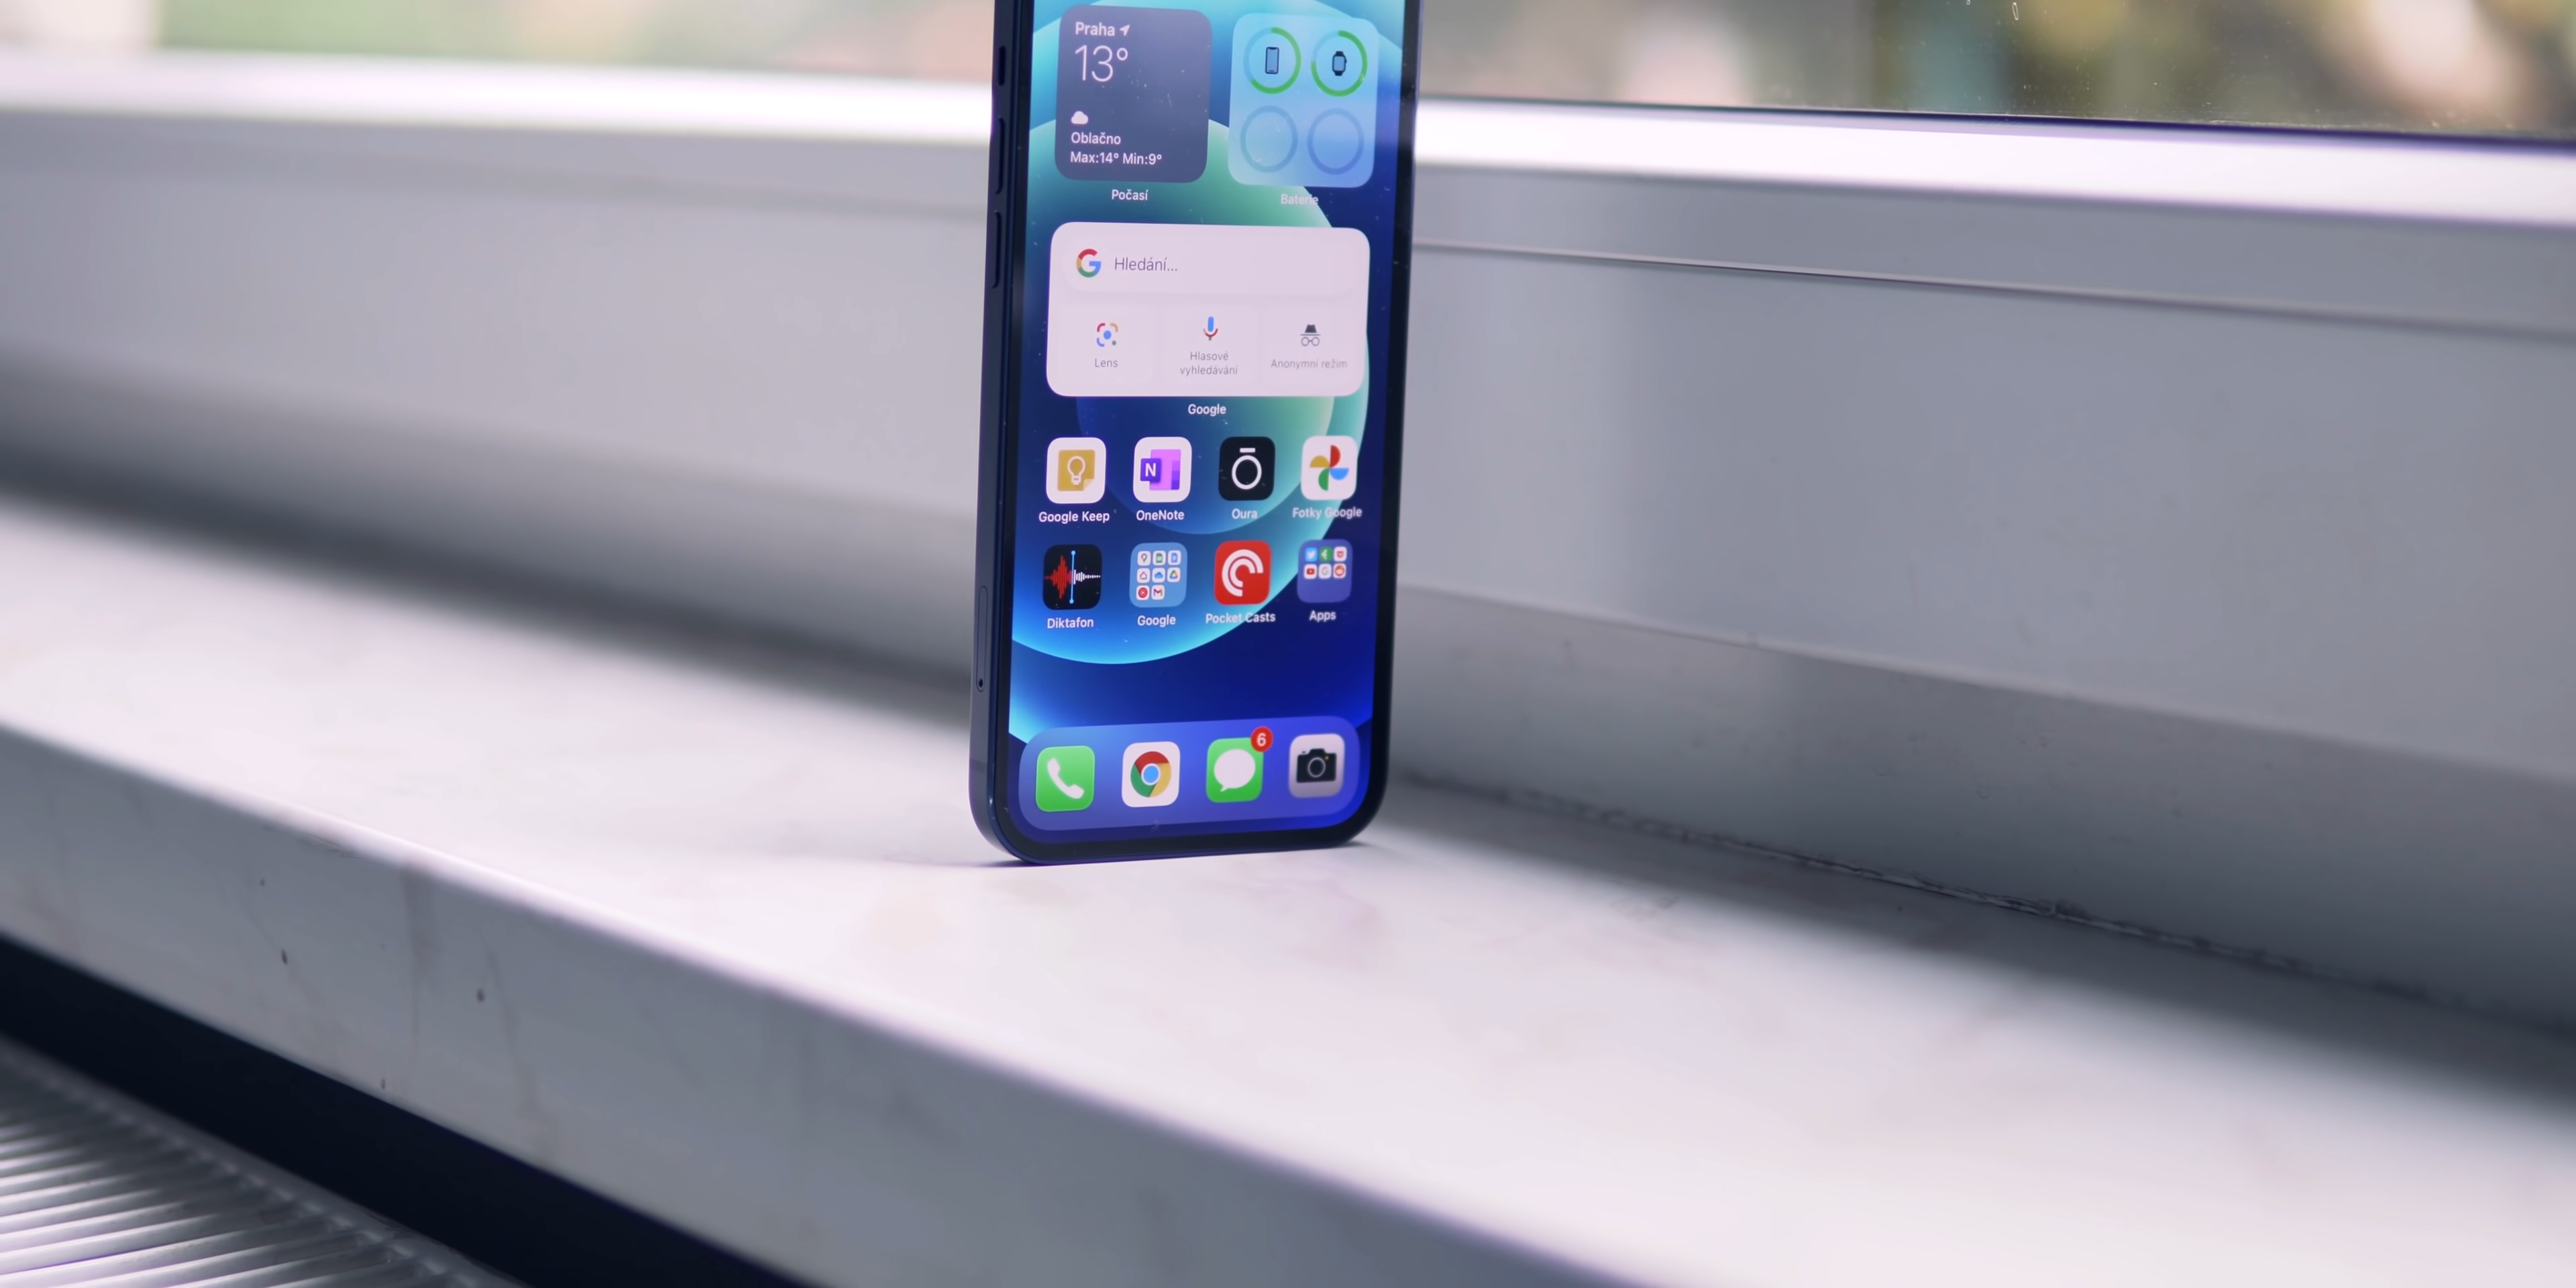 Praha
13°
Oblačno
Max:14° Min:9°
Počasí
Baterie
Hledání...
Lens
Hlasové
vyhledávání
Anonymní režim
Google
Google Keep
OneNote
Oura
Fotky Google
N
Diktafon
Google
Pocket Casts
Apps
6